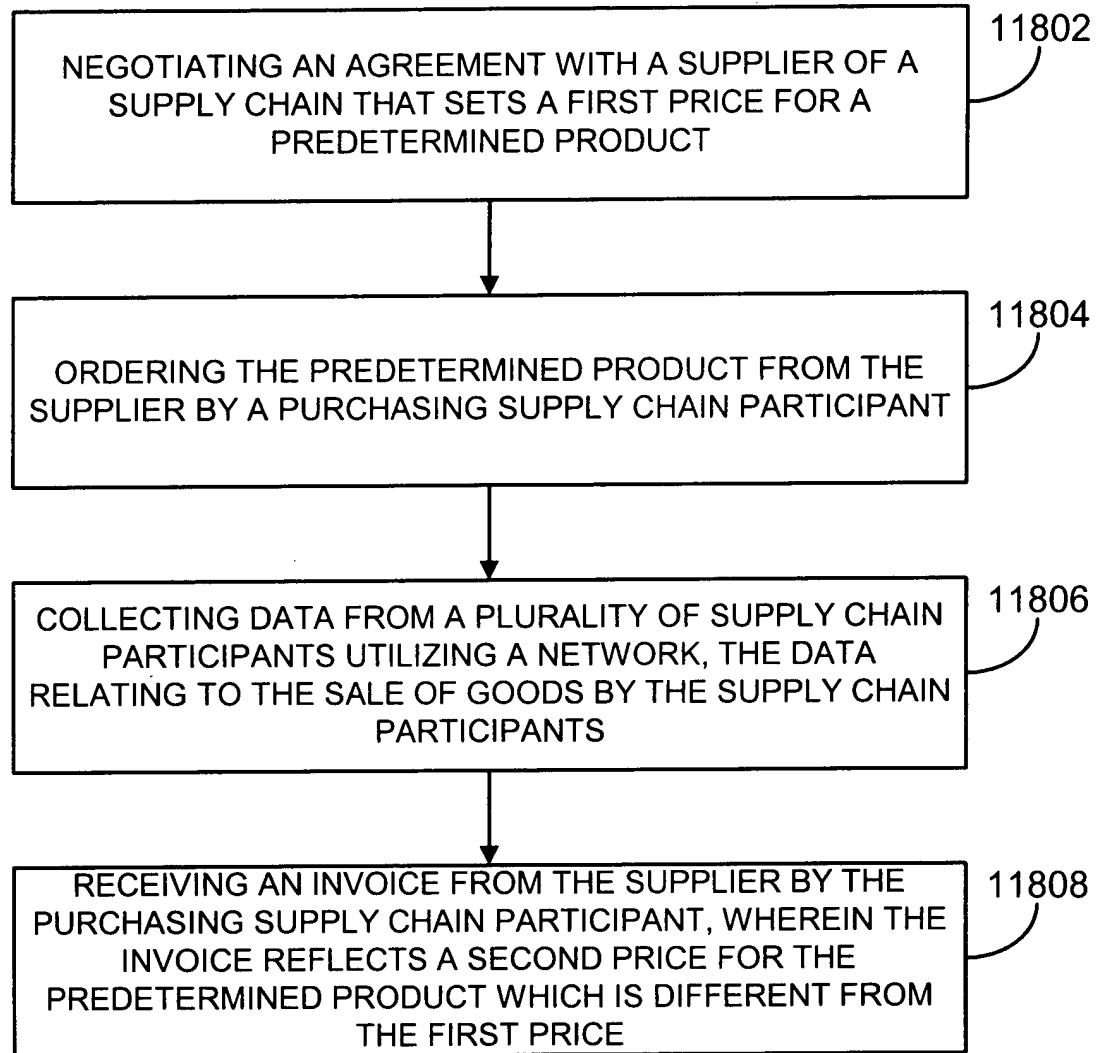 11802
NEGOTIATING AN AGREEMENT WITH A SUPPLIER OF A
SUPPLY CHAIN THAT SETS A FIRST PRICE FOR A
PREDETERMINED PRODUCT
11804
ORDERING THE PREDETERMINED PRODUCT FROM THE
SUPPLIER BY A PURCHASING SUPPLY CHAIN PARTICIPANT
11806
COLLECTING DATA FROM A PLURALITY OF SUPPLY CHAIN
PARTICIPANTS UTILIZING A NETWORK, THE DATA
RELATING TO THE SALE OF GOODS BY THE SUPPLY CHAIN
PARTICIPANTS
11808
RECEIVING AN INVOICE FROM THE SUPPLIER BY THE
PURCHASING SUPPLY CHAIN PARTICIPANT, WHEREIN THE
INVOICE REFLECTS A SECOND PRICE FOR THE
PREDETERMINED PRODUCT WHICH IS DIFFERENT FROM
THE FIRST PRICE